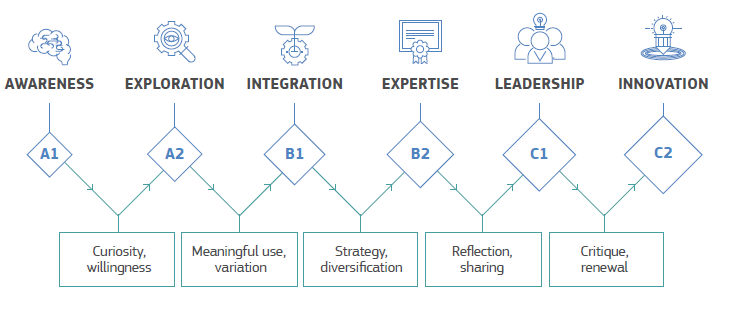 AWARENESS
EXPLORATION
INTEGRATION
EXPERTISE
LEADERSHIP
INNOVATION
A1
A2
B1
B2
C1
C2
Curiosity,
willingness
Meaningful use,
variation
Strategy,
diversification
Reflection,
sharing
Critique,
renewal